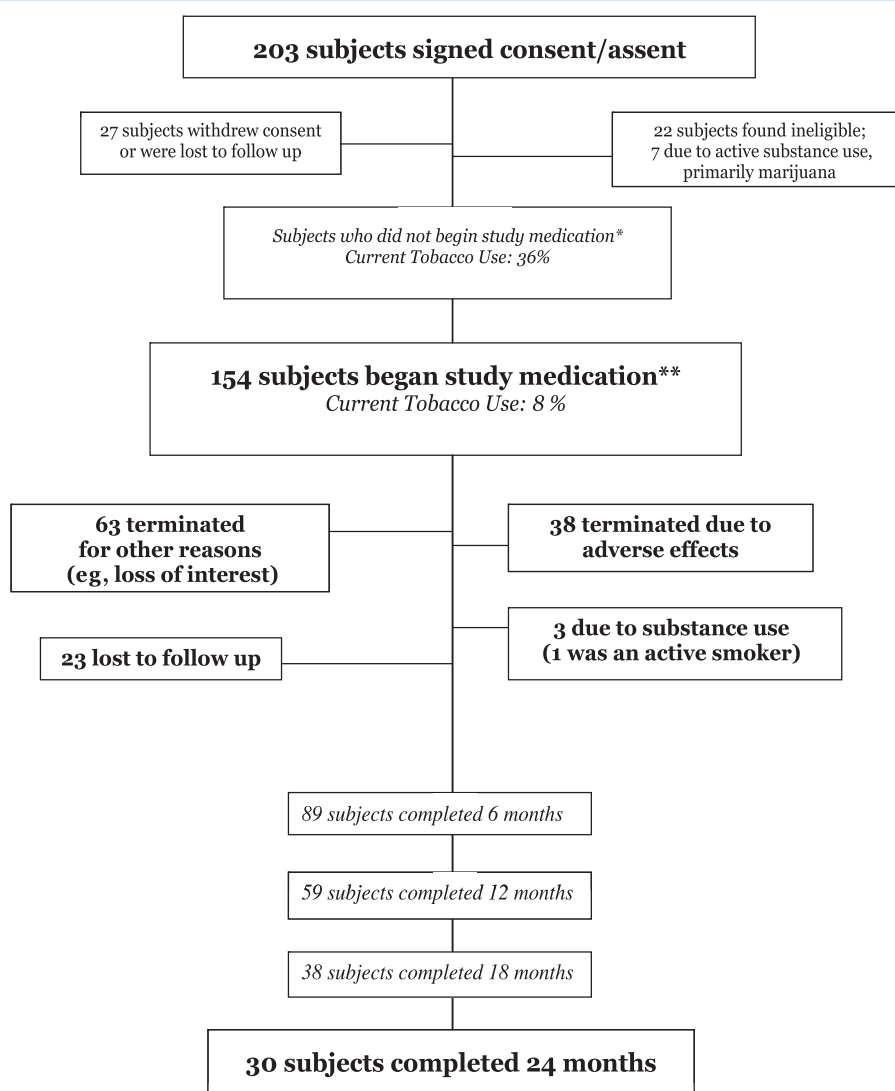 203 subjects signed consent/assent
27 subjects withdrew consent
or were lost to follow up
22 subjects found ineligible;
7 due to active substance use,
primarily marijuana
Subjects who did not begin study medication*
Current Tobacco Use: 36%
154 subjects began study medication**
Current Tobacco Use: 8 %
63 terminated
for other reasons
(eg, loss of interest)
38 terminated due to
adverse effects
3 due to substance use
(1 was an active smoker)
23 lost to follow up
89 subjects completed 6 months
59 subjects completed 12 months
38 subjects completed 18 months
30 subjects completed 24 months